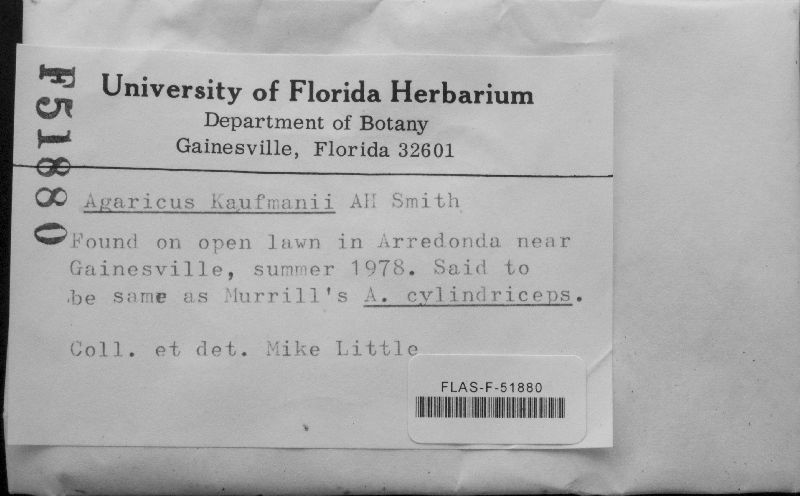 F51880
University of Florida Herbarium
Department of Botany
Gainesville, Florida 32601
Agaricus Kaufmanii AH Smith
Found on open lawn in Arredonda near
Gainesville, summer 1978. Said to
be same as Murrill's A. cylindriceps.
Coll. et det. Mike Little
FLAS-F-51880